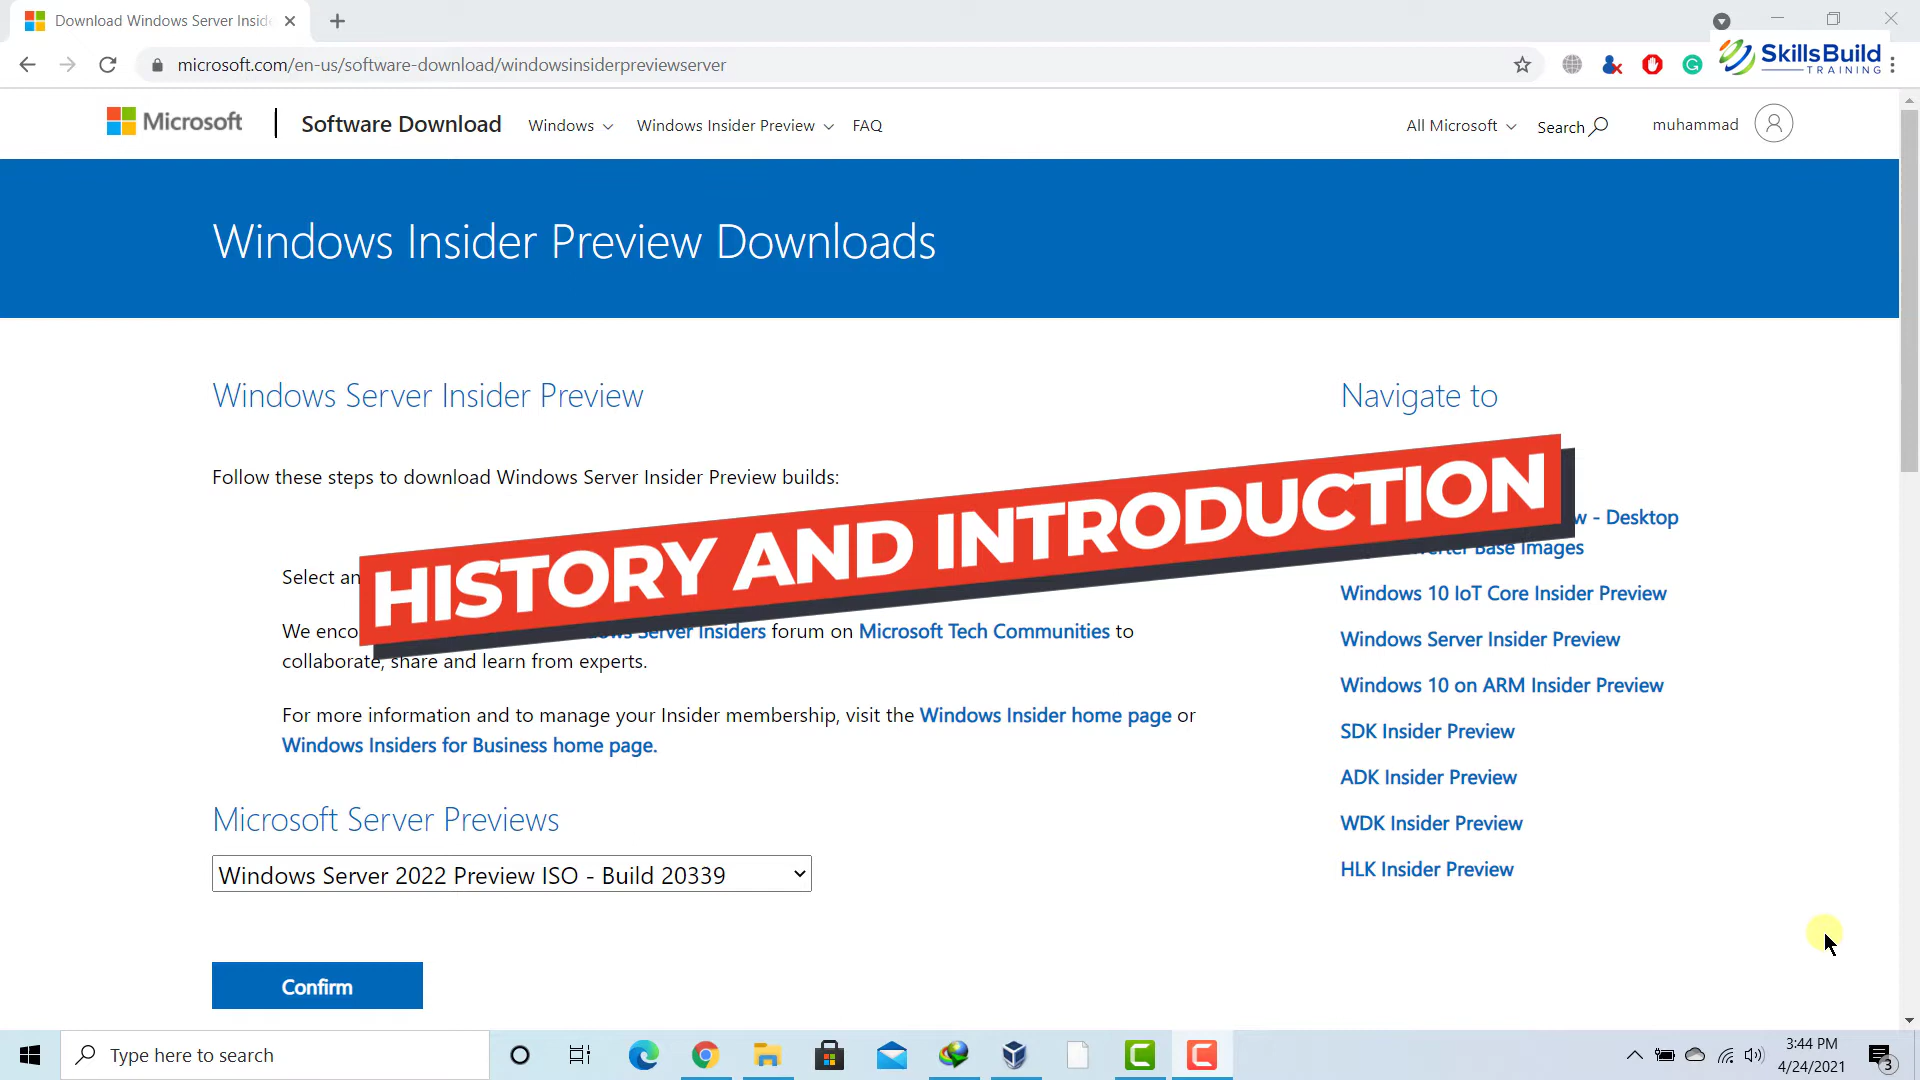 Download Windows Server Insid
microsoft.com/en-us/software-download/windowsinsiderpreviewserver
SkillsBuild
TRAINING
Microsoft
Software Download
Windows
Windows Insider Preview
FAQ
All Microsoft
Search
muhammad
Windows Insider Preview Downloads
Windows Server Insider Preview
Follow these steps to download Windows Server Insider Preview builds:
HISTORY AND INTRODUCTION
Select an
We enco
Server Insiders forum on Microsoft Tech Communities to
collaborate, share and learn from experts.
For more information and to manage your Insider membership, visit the Windows Insider home page or
Windows Insiders for Business home page.
Microsoft Server Previews
Windows Server 2022 Preview ISO - Build 20339
Confirm
Navigate to
w - Desktop
Base Images
Windows 10 IoT Core Insider Preview
Windows Server Insider Preview
Windows 10 on ARM Insider Preview
SDK Insider Preview
ADK Insider Preview
WDK Insider Preview
HLK Insider Preview
Type here to search
3:44 PM
4/24/2021
3